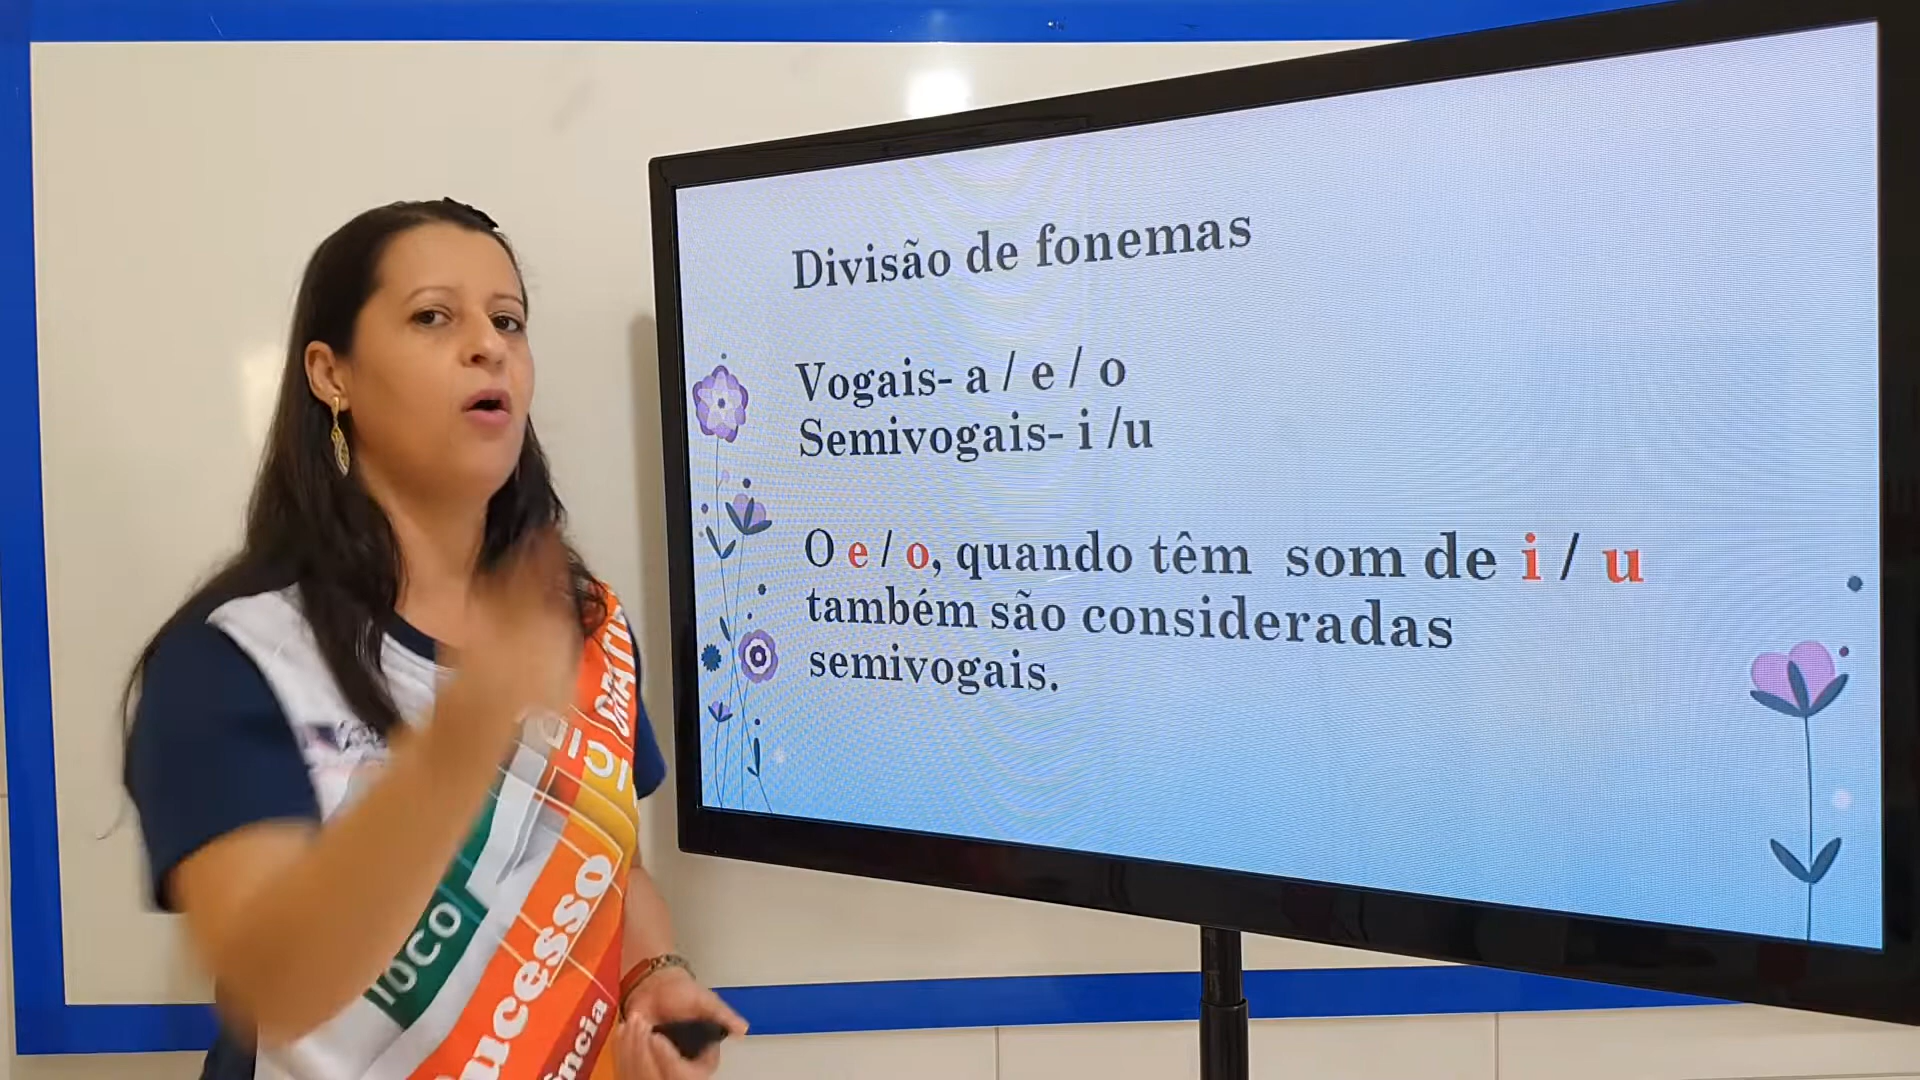 Divisão de fonemas
Vogais- a / e / o
Semivogais- i /u
O e / o, quando têm som de i / u
também são consideradas
semivogais.